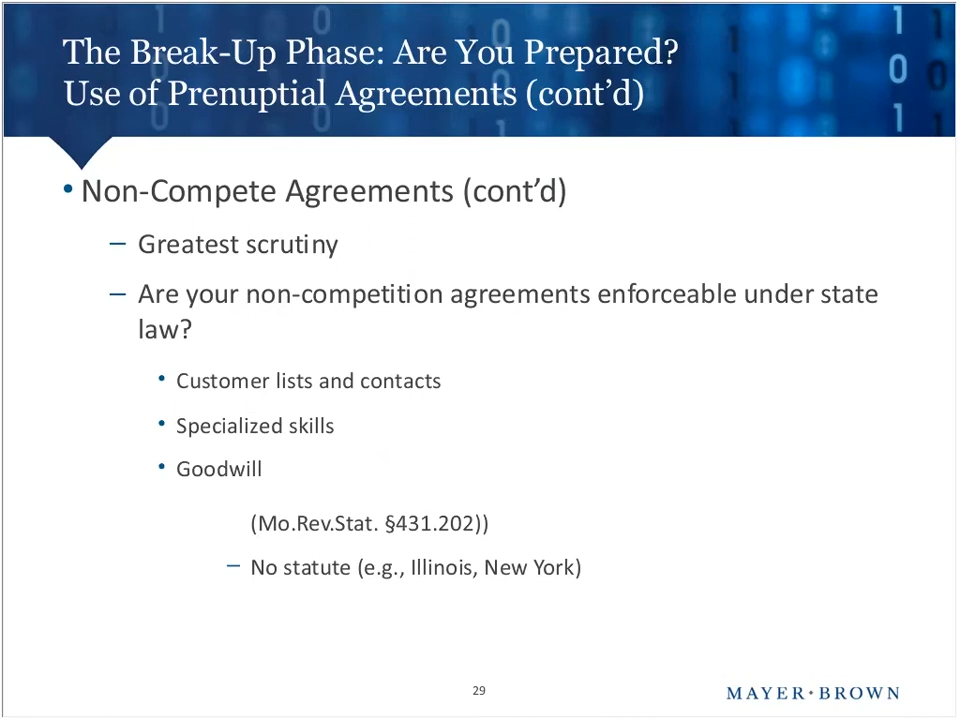 The Break-Up Phase: Are You Prepared?
Use of Prenuptial Agreements (cont’d)
• Non-Compete Agreements (cont’d)
– Greatest scrutiny
– Are your non-competition agreements enforceable under state
law?
• Customer lists and contacts
• Specialized skills
• Goodwill
(Mo.Rev.Stat. §431.202))
– No statute (e.g., Illinois, New York)
29
MAYER•BROWN